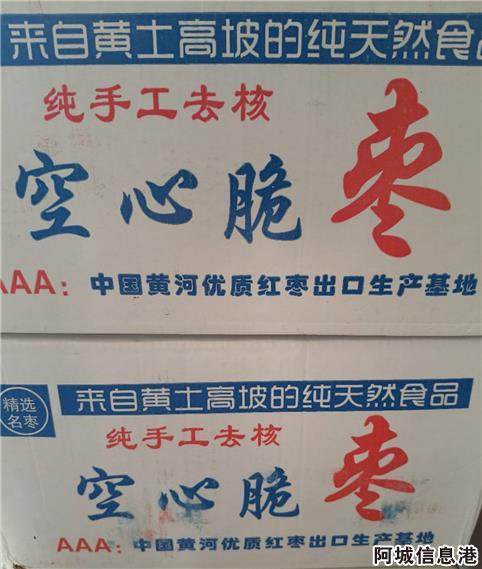 来自黄土高坡的纯天然食品
纯手工去核
空心脆枣
AAA：中国黄河优质红枣出口生产基地
精选
名枣
来自黄土高坡的纯天然食品
纯手工去核
空心脆枣
AAA：中国黄河优质红枣出口生产基地
阿城信息港